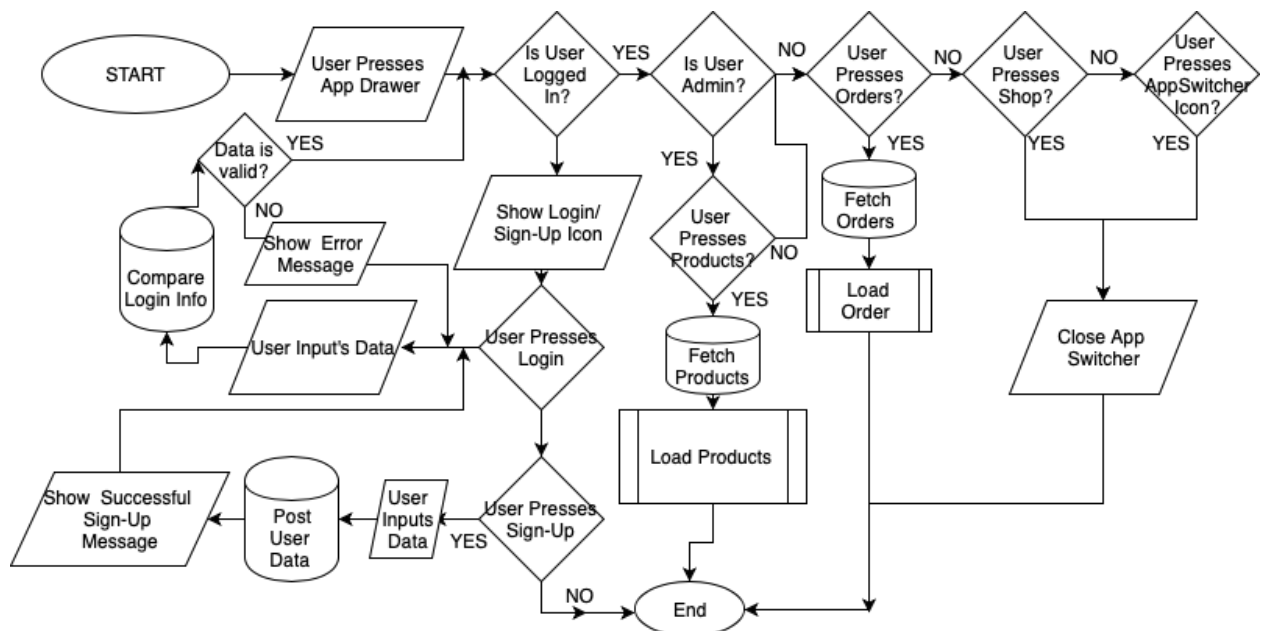 START
User Presses
App Drawer
Is User
Logged
In?
YES
Is User
Admin?
NO
User
Presses
Orders?
NO
User
Presses
Shop?
NO
User
Presses
AppSwitcher
Icon?
Data is
valid?
YES
NO
Show Error
Message
Compare
Login Info
User Input's Data
Show Login/
Sign-Up Icon
User Presses
Login
YES
User
Presses
Products?
NO
YES
Fetch
Products
Load Products
YES
Fetch
Orders
Load
Order
YES
YES
Close App
Switcher
Show Successful
Sign-Up
Message
Post
User
Data
User
Inputs
Data
YES
User Presses
Sign-Up
NO
End